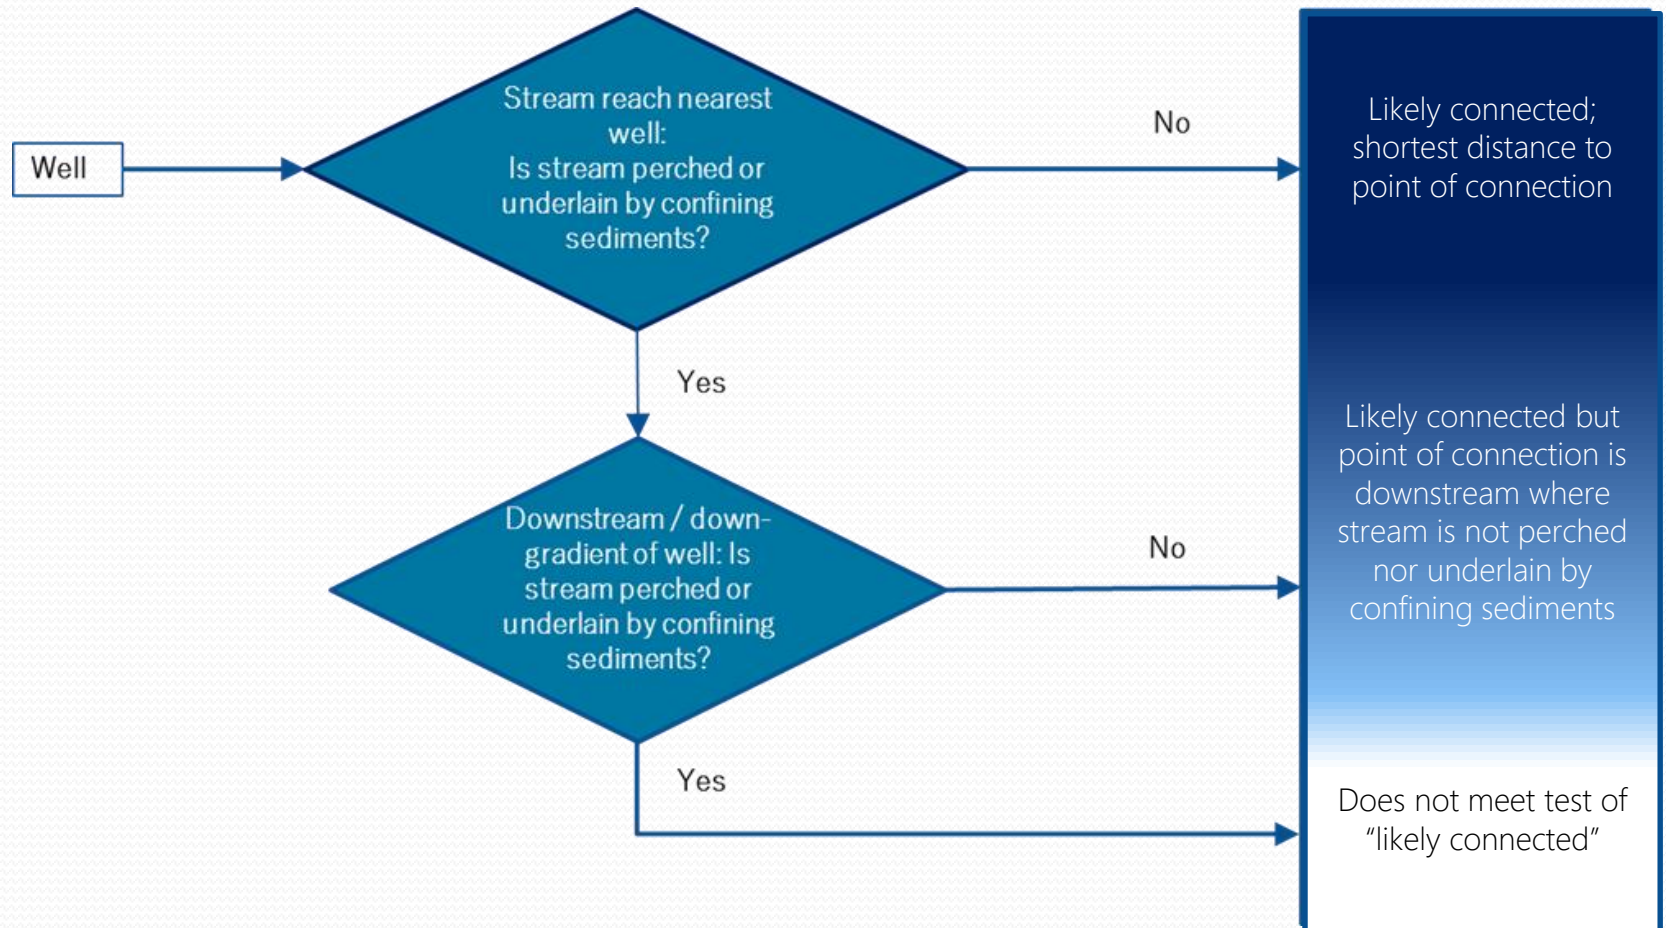 Well
Stream reach nearest
well:
Is stream perched or
underlain by confining
sediments?
No
Likely connected;
shortest distance to
point of connection
Yes
Downstream / down-
gradient of well: Is
stream perched or
underlain by confining
sediments?
No
Likely connected but
point of connection is
downstream where
stream is not perched
nor underlain by
confining sediments
Yes
Does not meet test of
“likely connected”